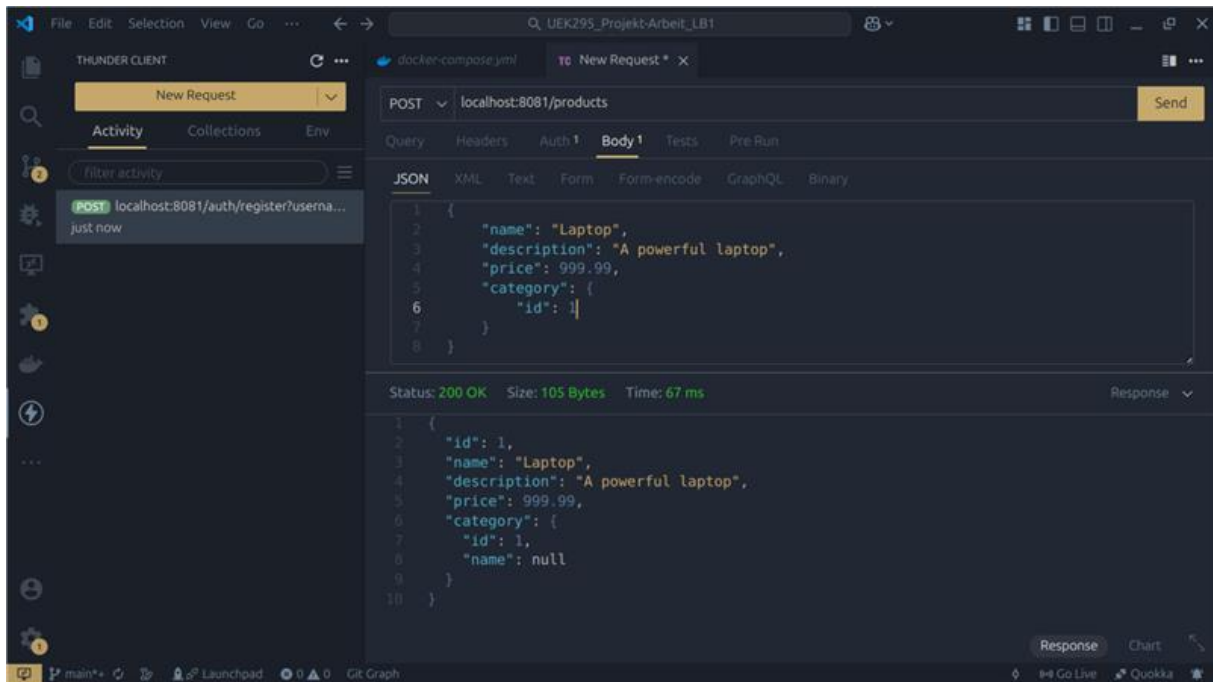 File Edit Selection View Go ···
UEK295_Projekt-Arbeit_LB1
THUNDER CLIENT
New Request
Activity Collections Env
filter activity
POST localhost:8081/auth/register?userna...
just now
docker-compose.yml
TC New Request *
POST localhost:8081/products
Send
Query Headers Auth 1 Body 1 Tests Pre Run
JSON XML Text Form Form-encode GraphQL Binary
1 {
2 "name": "Laptop",
3 "description": "A powerful laptop",
4 "price": 999.99,
5 "category": {
6 "id": 1
7 }
8 }
Status: 200 OK Size: 105 Bytes Time: 67 ms
Response
1 {
2 "id": 1,
3 "name": "Laptop",
4 "description": "A powerful laptop",
5 "price": 999.99,
6 "category": {
7 "id": 1,
8 "name": null
9 }
10 }
Response Chart
2
1
1
main*+ Launchpad 0 0 Git Graph
Go Live Quokka